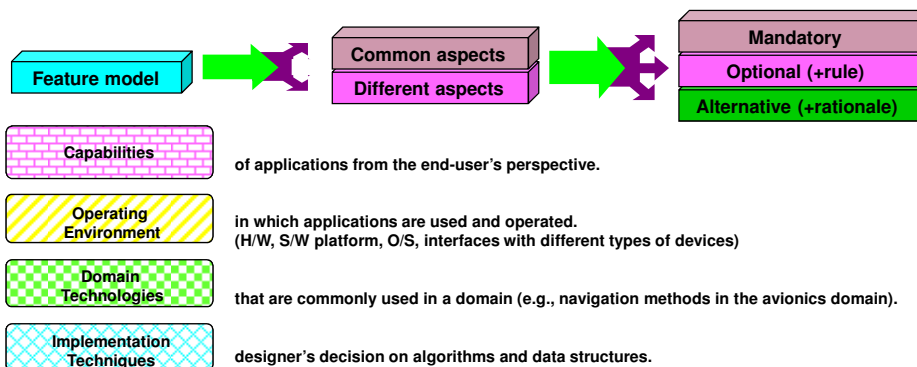 Feature model
Common aspects
Different aspects
Mandatory
Optional (+rule)
Alternative (+rationale)
Capabilities
of applications from the end-user's perspective.
Operating
Environment
in which applications are used and operated.
(H/W, S/W platform, O/S, interfaces with different types of devices)
Domain
Technologies
that are commonly used in a domain (e.g., navigation methods in the avionics domain).
Implementation
Techniques
designer's decision on algorithms and data structures.